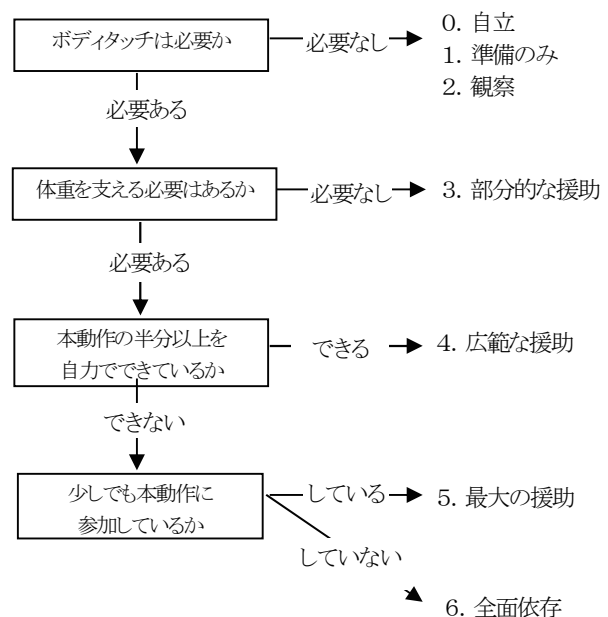 ボディタッチは必要か
必要なし
0. 自立
1. 準備のみ
2. 観察
必要ある
体重を支える必要はあるか
必要なし
3. 部分的な援助
必要ある
本動作の半分以上を
自力でできているか
できる
4. 広範な援助
できない
少しでも本動作に
参加しているか
している
5. 最大の援助
していない
6. 全面依存